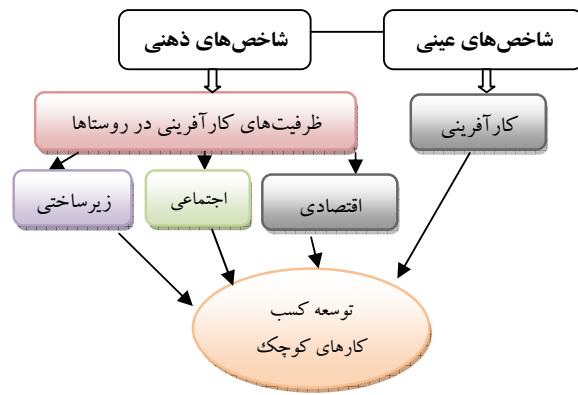 شاخص‌های عینی
شاخص‌های ذهنی
کارآفرینی
ظرفیت‌های کارآفرینی در روستاها
اقتصادی
اجتماعی
زیرساختی
توسعه کسب
کارهای کوچک